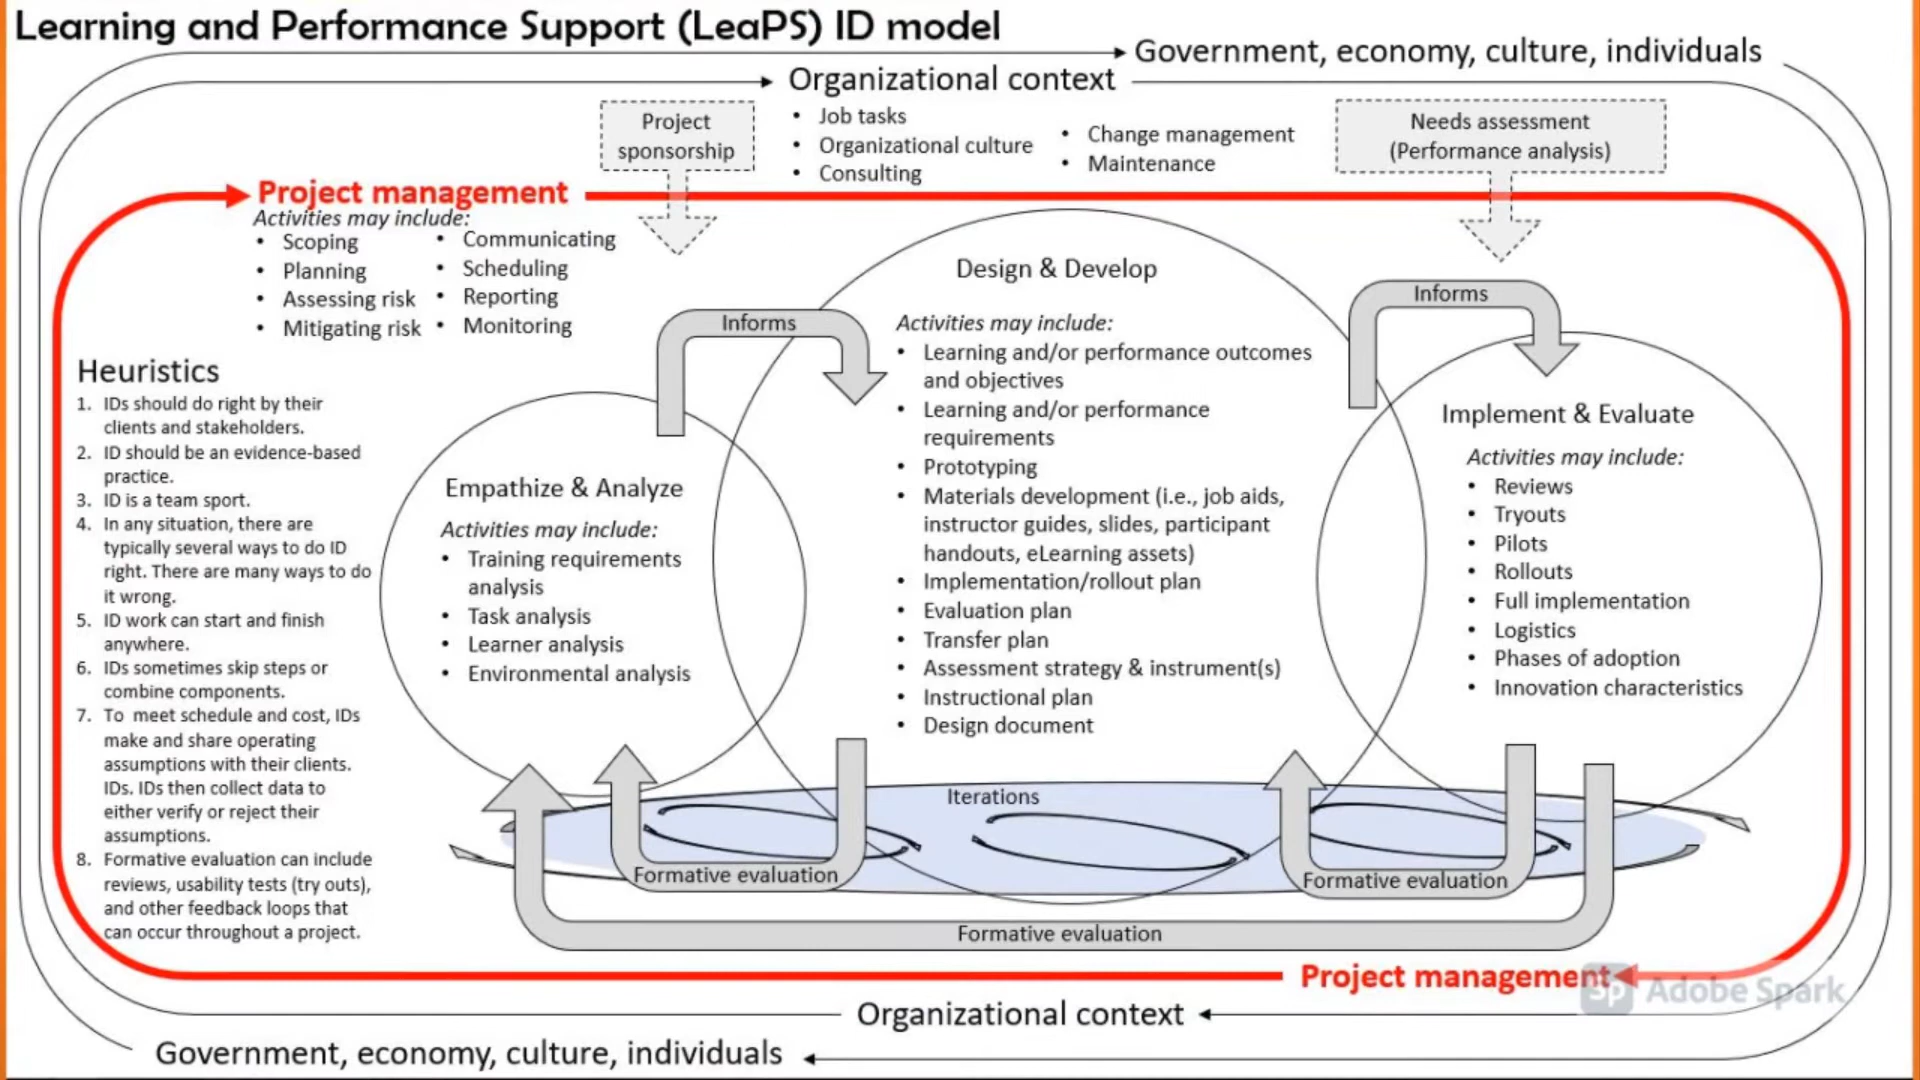 Learning and Performance Support (LeaPS) ID model
Government, economy, culture, individuals
Organizational context
• Job tasks
• Organizational culture
• Consulting
• Change management
• Maintenance
Project
sponsorship
Needs assessment
(Performance analysis)
Project management
Activities may include:
• Scoping
• Planning
• Assessing risk
• Mitigating risk
• Communicating
• Scheduling
• Reporting
• Monitoring
Heuristics
1. IDs should do right by their
clients and stakeholders.
2. ID should be an evidence-based
practice.
3. ID is a team sport.
4. In any situation, there are
typically several ways to do ID
right. There are many ways to do
it wrong.
5. ID work can start and finish
anywhere.
6. IDs sometimes skip steps or
combine components.
7. To meet schedule and cost, IDs
make and share operating
assumptions with their clients.
IDs. IDs then collect data to
either verify or reject their
assumptions.
8. Formative evaluation can include
reviews, usability tests (try outs),
and other feedback loops that
can occur throughout a project.
Informs
Empathize & Analyze
Activities may include:
• Training requirements
analysis
• Task analysis
• Learner analysis
• Environmental analysis
Design & Develop
Activities may include:
• Learning and/or performance outcomes
and objectives
• Learning and/or performance
requirements
• Prototyping
• Materials development (i.e., job aids,
instructor guides, slides, participant
handouts, eLearning assets)
• Implementation/rollout plan
• Evaluation plan
• Transfer plan
• Assessment strategy & instrument(s)
• Instructional plan
• Design document
Informs
Implement & Evaluate
Activities may include:
• Reviews
• Tryouts
• Pilots
• Rollouts
• Full implementation
• Logistics
• Phases of adoption
• Innovation characteristics
Iterations
Formative evaluation
Formative evaluation
Formative evaluation
Project management
Sp Adobe Spark
Organizational context
Government, economy, culture, individuals